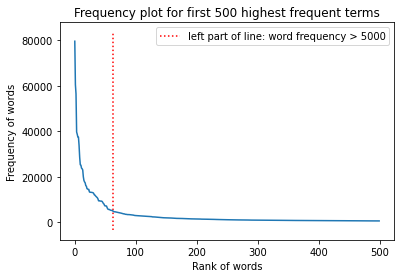 Frequency plot for first 500 highest frequent terms
left part of line: word frequency > 5000
Frequency of words
80000
60000
40000
20000
0
0 100 200 300 400 500
Rank of words